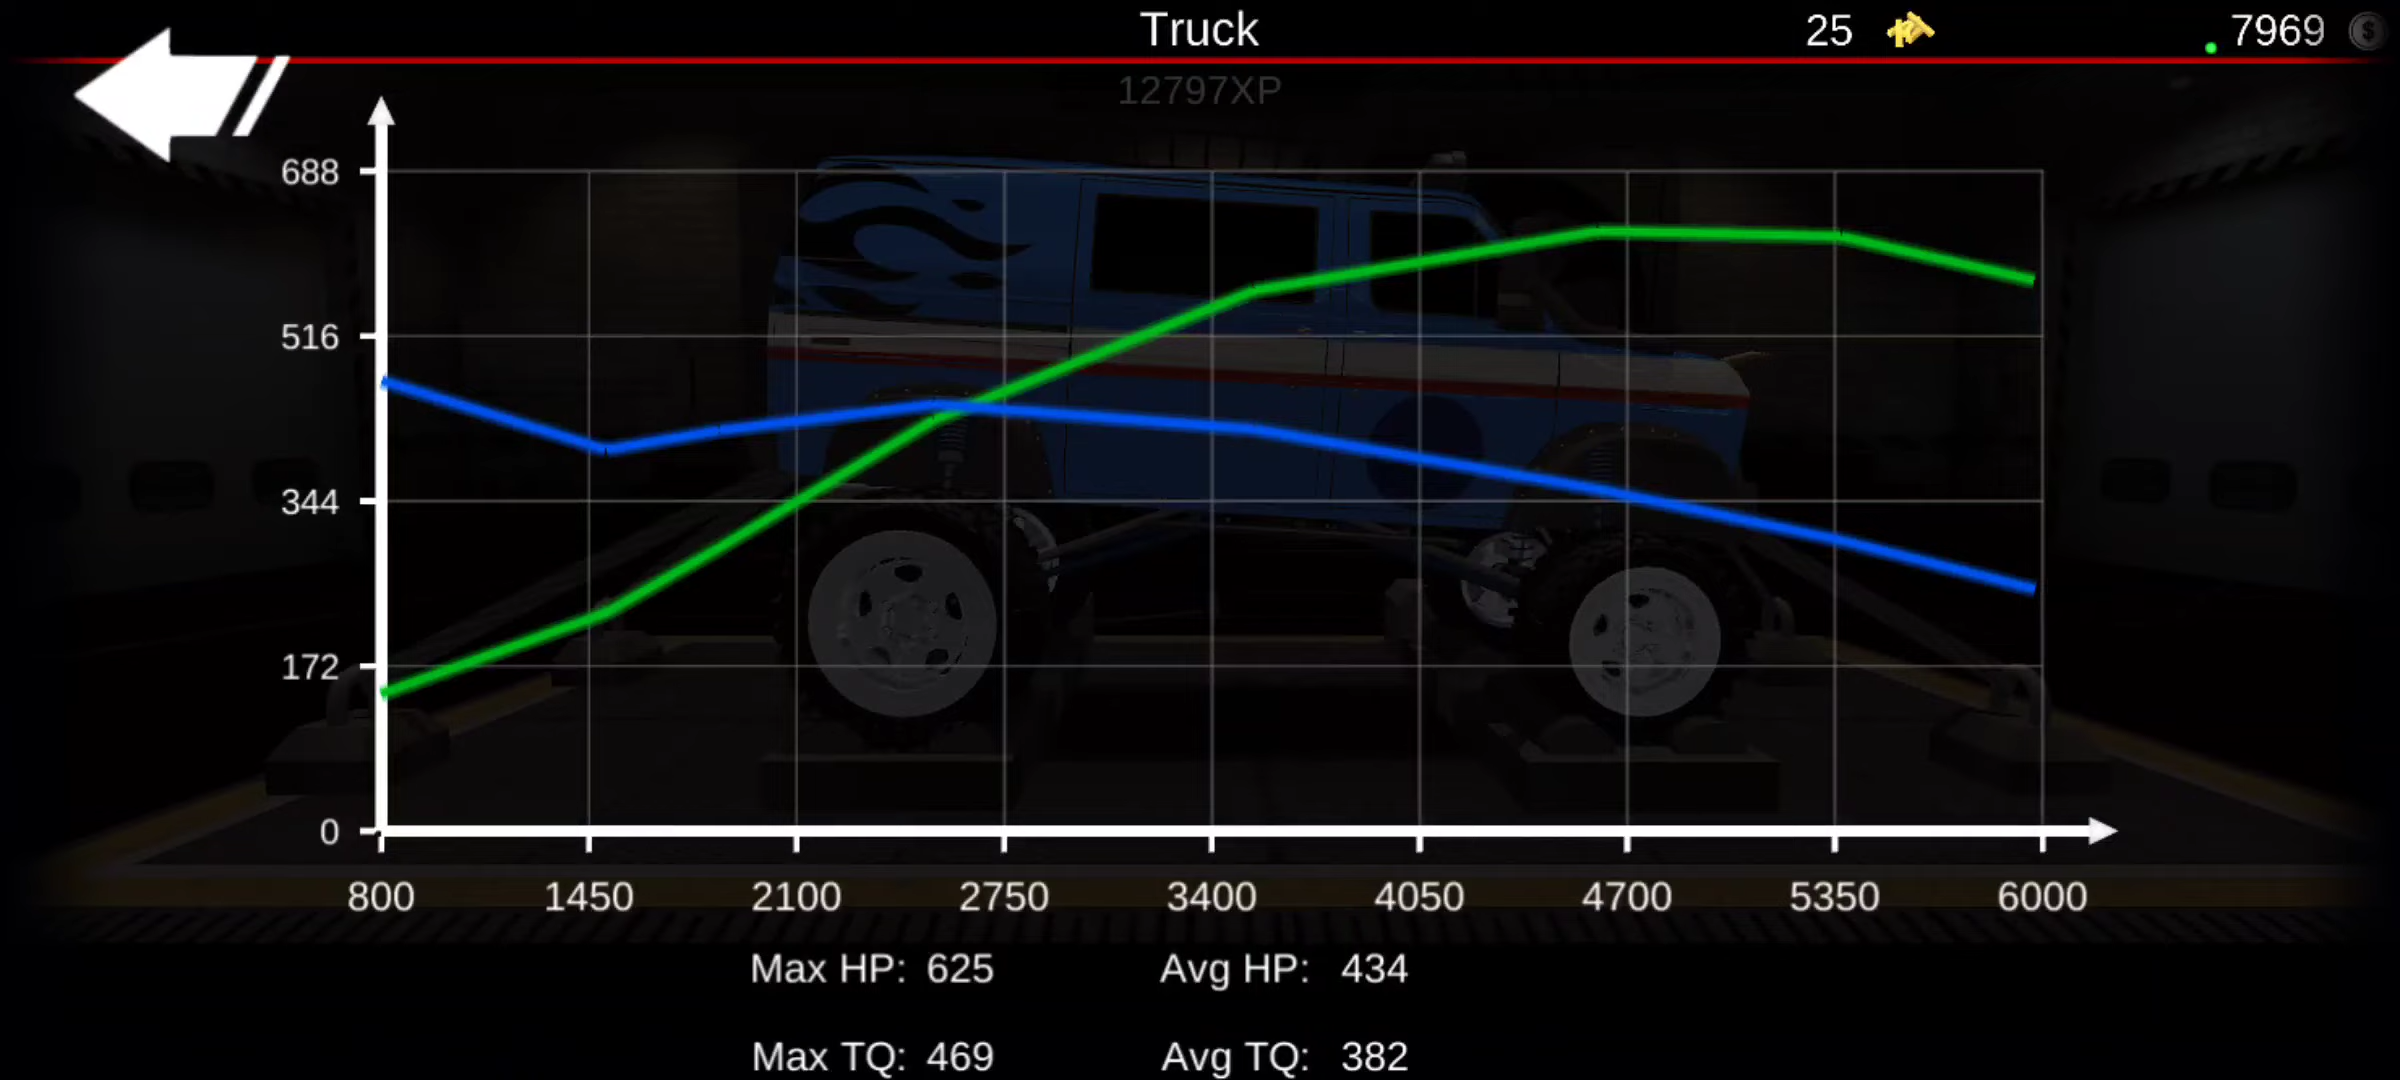 Truck
25
7969
12797XP
688
516
344
172
0
800 1450 2100 2750 3400 4050 4700 5350 6000
Max HP: 625 Avg HP: 434
Max TQ: 469 Avg TQ: 382